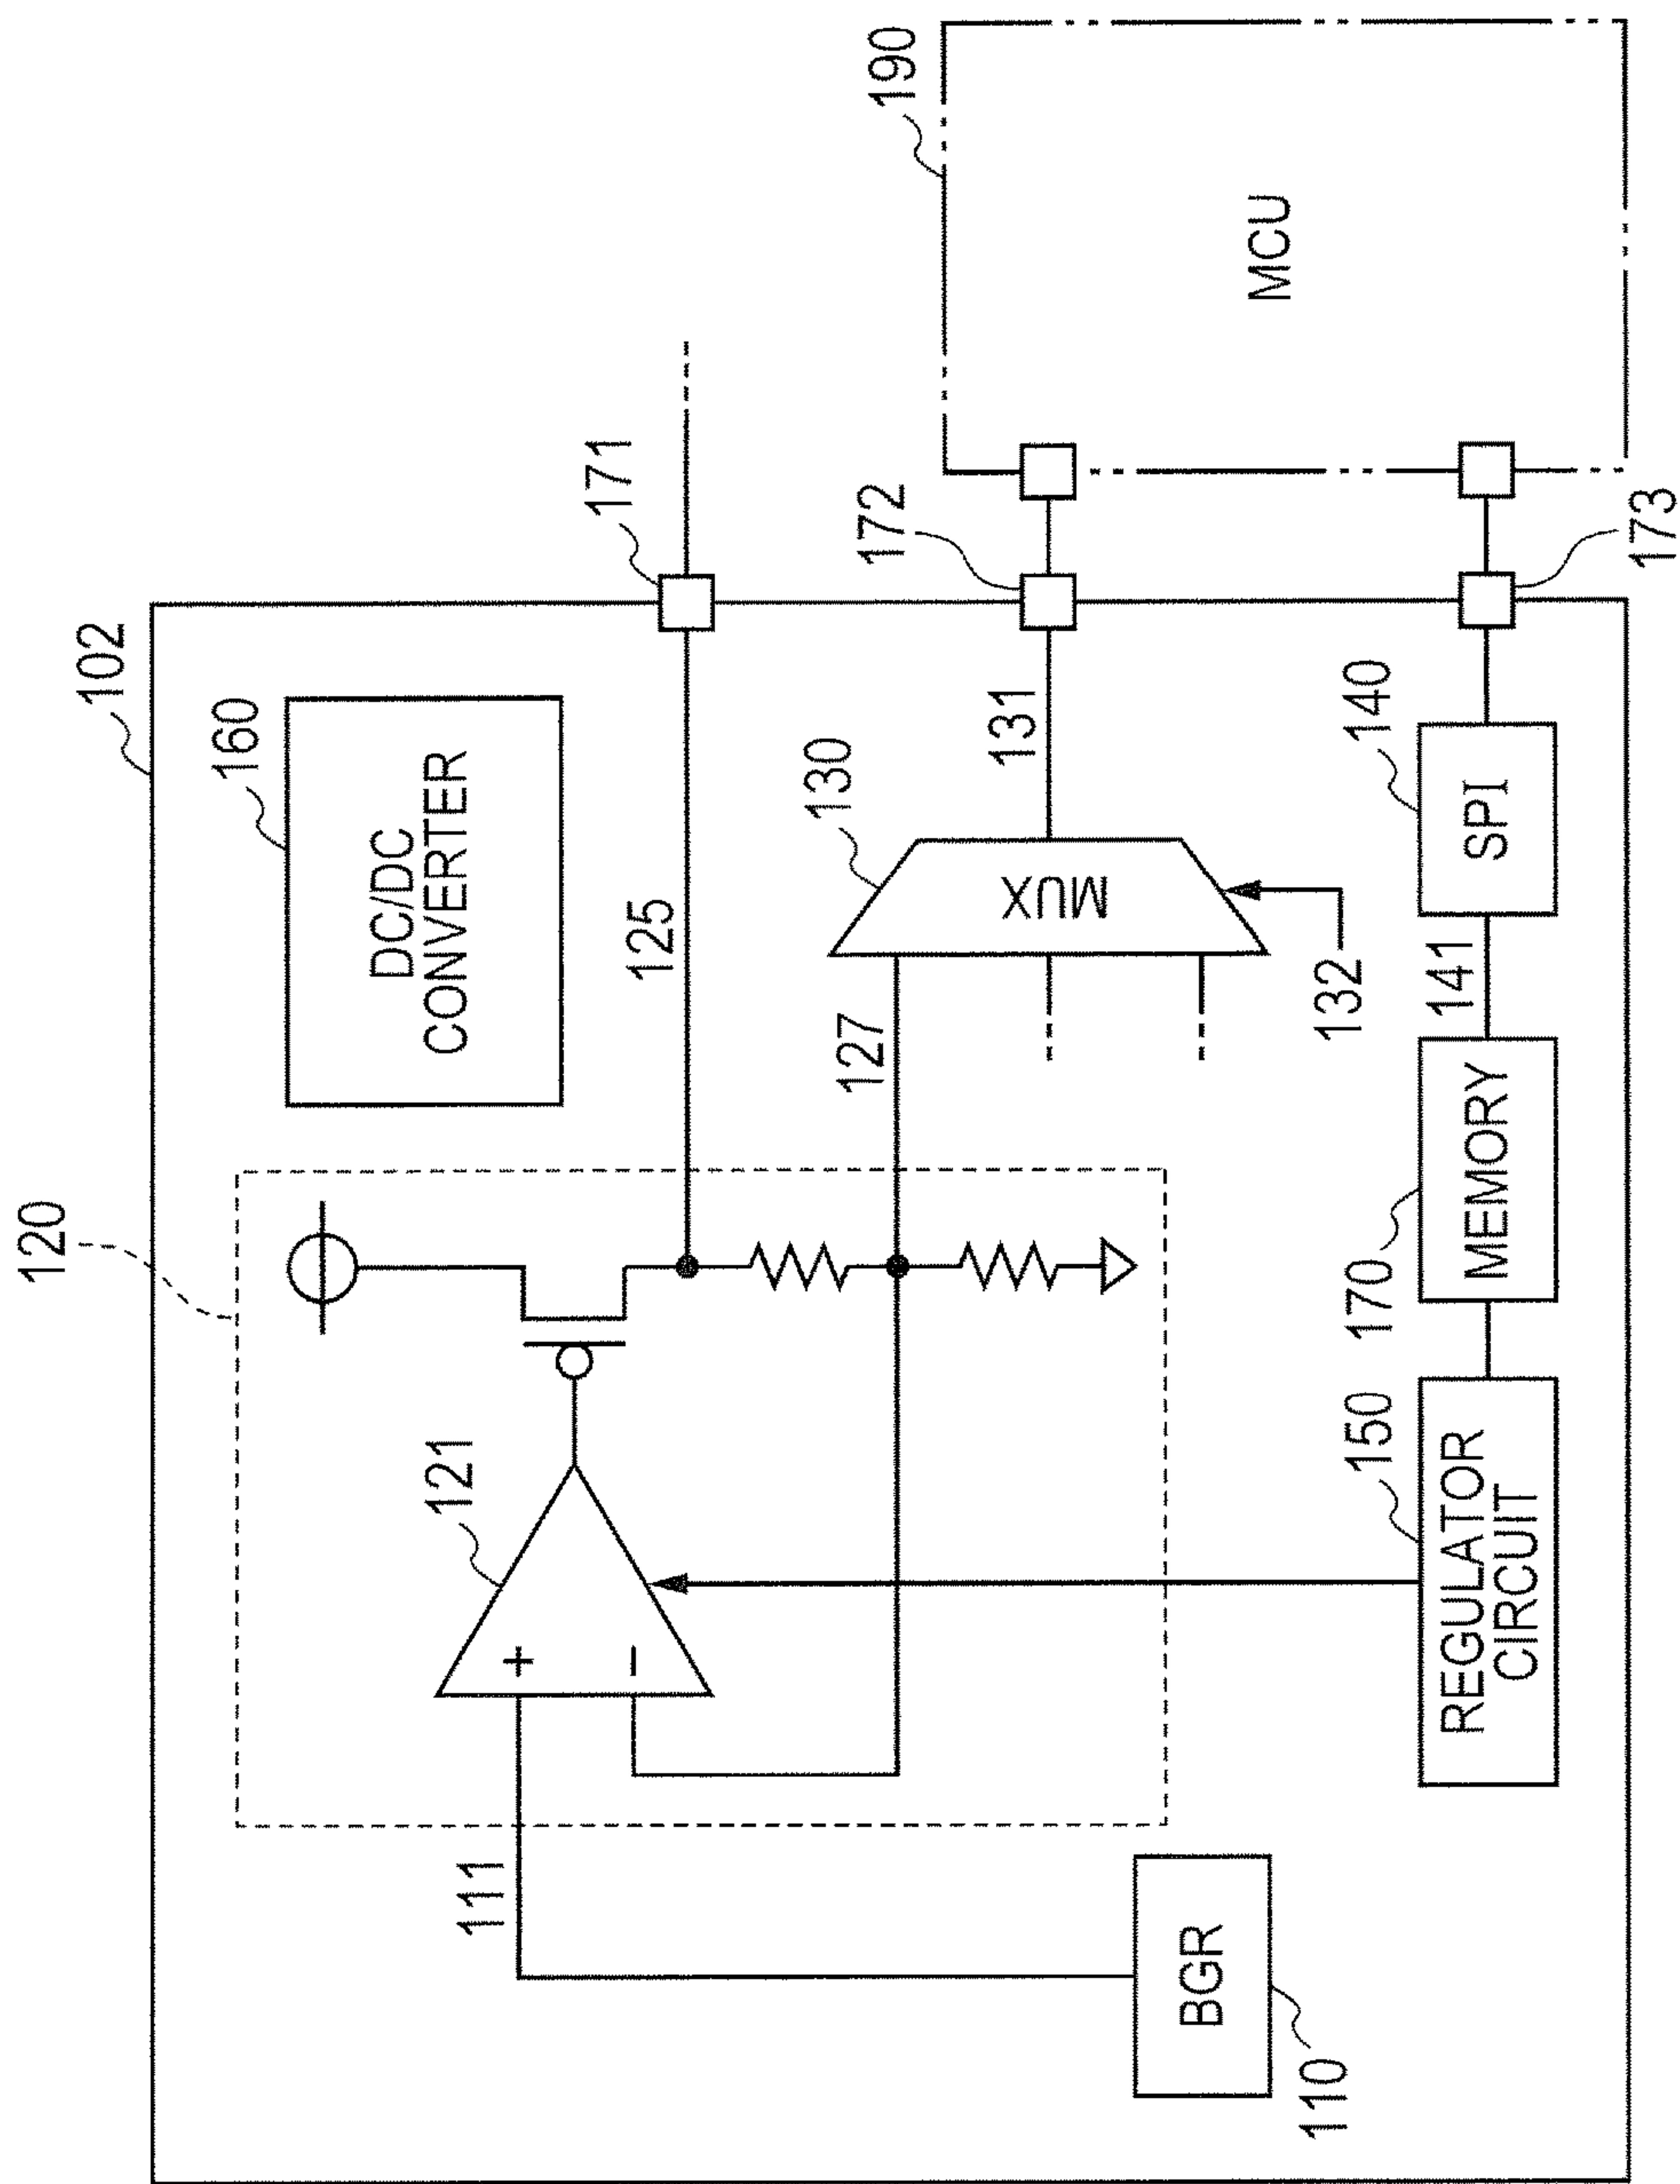 102
120
160
DC/DC
CONVERTER
171
125
121
+
−
111
127
130
MUX
131
172
190
MCU
132
BGR
110
150
REGULATOR
CIRCUIT
170
MEMORY
141
140
SPI
173